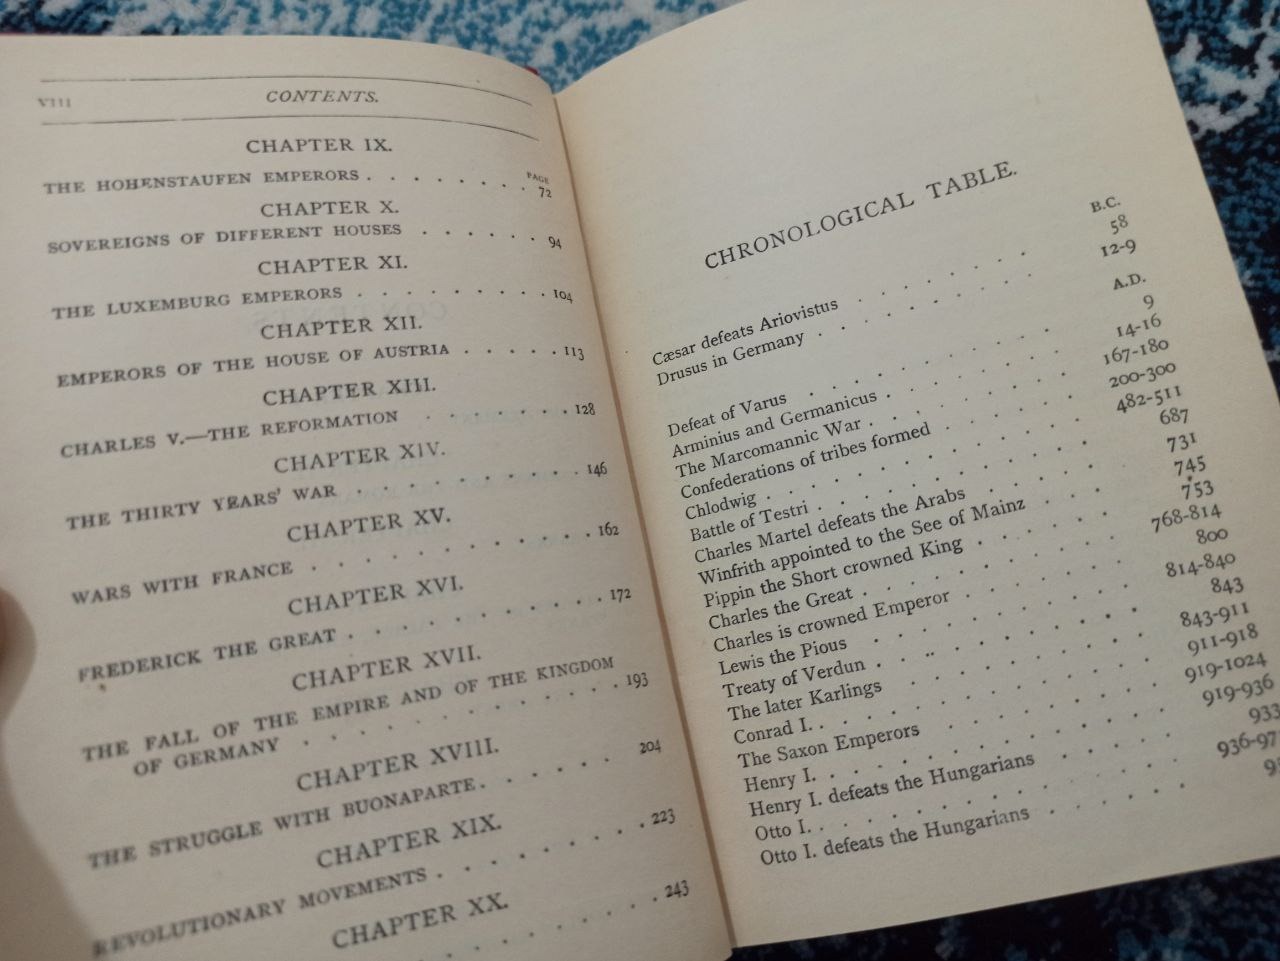 VIII
CONTENTS.
CHAPTER IX.
PAGE
THE HOHENSTAUFEN EMPERORS . . . . . . . . 72
CHAPTER X.
SOVEREIGNS OF DIFFERENT HOUSES . . . . . . 94
CHAPTER XI.
THE LUXEMBURG EMPERORS . . . . . . . . . 104
CHAPTER XII.
EMPERORS OF THE HOUSE OF AUSTRIA . . . . . 113
CHAPTER XIII.
CHARLES V.—THE REFORMATION . . . . . . . 128
CHAPTER XIV.
THE THIRTY YEARS' WAR . . . . . . . . . 146
CHAPTER XV.
WARS WITH FRANCE . . . . . . . . . . . 162
CHAPTER XVI.
FREDERICK THE GREAT . . . . . . . . . . 172
CHAPTER XVII.
THE FALL OF THE EMPIRE AND OF THE KINGDOM
OF GERMANY . . . . . . . . . . . . 193
CHAPTER XVIII.
THE STRUGGLE WITH BUONAPARTE . . . . . . 204
CHAPTER XIX.
REVOLUTIONARY MOVEMENTS . . . . . . . . 223
CHAPTER XX.
. . . . . . . 243
CHRONOLOGICAL TABLE.
B.C.
Cæsar defeats Ariovistus . . . . . . 58
Drusus in Germany . . . . . . . . 12-9
A.D.
Defeat of Varus . . . . . . . . 9
Arminius and Germanicus . . . . . . 14-16
The Marcomannic War . . . . . . . 167-180
Confederations of tribes formed . . . . . 200-300
Chlodwig . . . . . . . . . . 482-511
Battle of Testri . . . . . . . . . 687
Charles Martel defeats the Arabs . . . . . 731
Winfrith appointed to the See of Mainz . . . 745
Pippin the Short crowned King . . . . . 753
Charles the Great . . . . . . . . 768-814
Charles is crowned Emperor . . . . . . 800
Lewis the Pious . . . . . . . . 814-840
Treaty of Verdun . . . . . . . . 843
The later Karlings . . . . . . . . 843-911
Conrad I. . . . . . . . . . . 911-918
The Saxon Emperors . . . . . . . 919-1024
Henry I. . . . . . . . . . . 919-936
Henry I. defeats the Hungarians . . . . . 933
Otto I. . . . . . . . . . . 936-97
Otto I. defeats the Hungarians . . . . . .